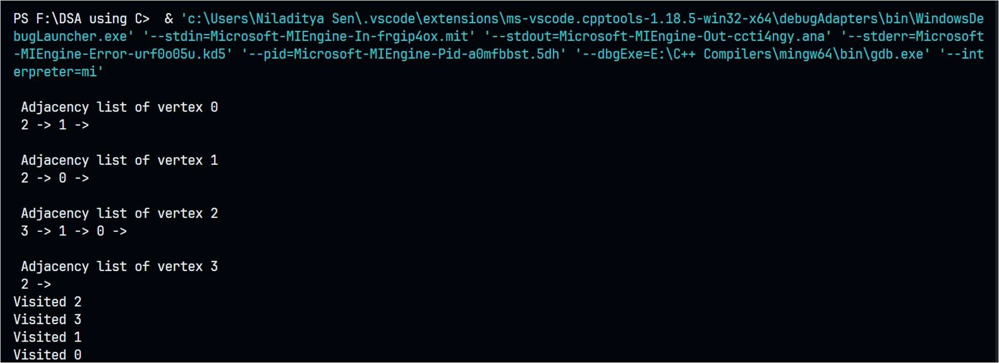 PS F:\DSA using C>  & 'c:\Users\Niladitya Sen\.vscode\extensions\ms-vscode.cpptools-1.18.5-win32-x64\debugAdapters\bin\WindowsDe
bugLauncher.exe' '--stdin=Microsoft-MIEngine-In-frgip4ox.mit' '--stdout=Microsoft-MIEngine-Out-ccti4ngy.ana' '--stderr=Microsoft
-MIEngine-Error-urf0o05u.kd5' '--pid=Microsoft-MIEngine-Pid-a0mfbbst.5dh' '--dbgExe=E:\C++ Compilers\mingw64\bin\gdb.exe' '--int
erpreter=mi'
Adjacency list of vertex 0
2 -> 1 ->
Adjacency list of vertex 1
2 -> 0 ->
Adjacency list of vertex 2
3 -> 1 -> 0 ->
Adjacency list of vertex 3
2 ->
Visited 2
Visited 3
Visited 1
Visited 0